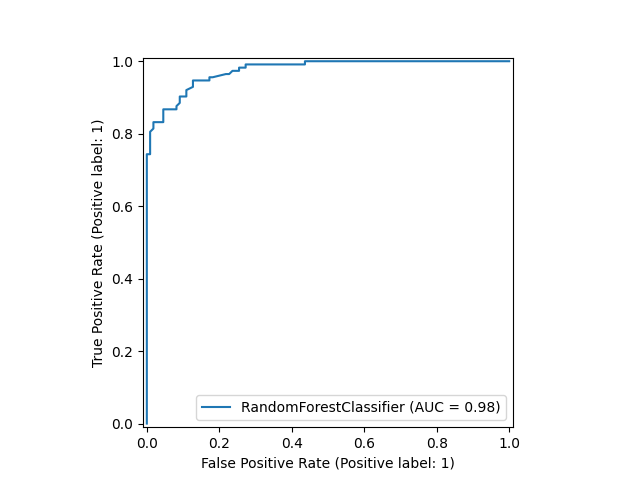 1.0
0.8
0.6
0.4
0.2
0.0
True Positive Rate (Positive label: 1)
RandomForestClassifier (AUC = 0.98)
0.0 0.2 0.4 0.6 0.8 1.0
False Positive Rate (Positive label: 1)